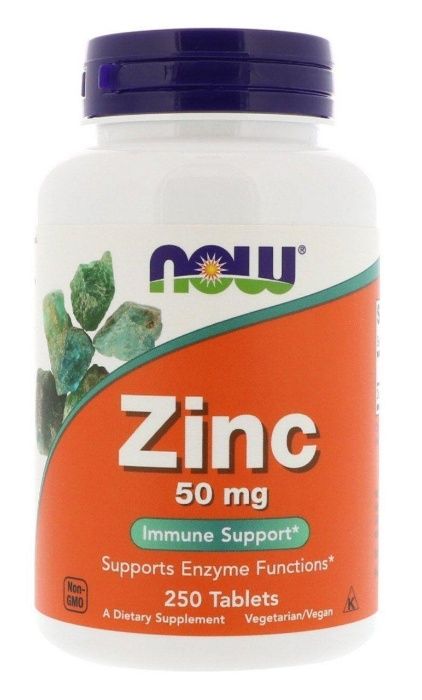 NOW®
Zinc
50 mg
Immune Support*
Supports Enzyme Functions*
Non-
GMO
250 Tablets
A Dietary Supplement Vegetarian/Vegan
K